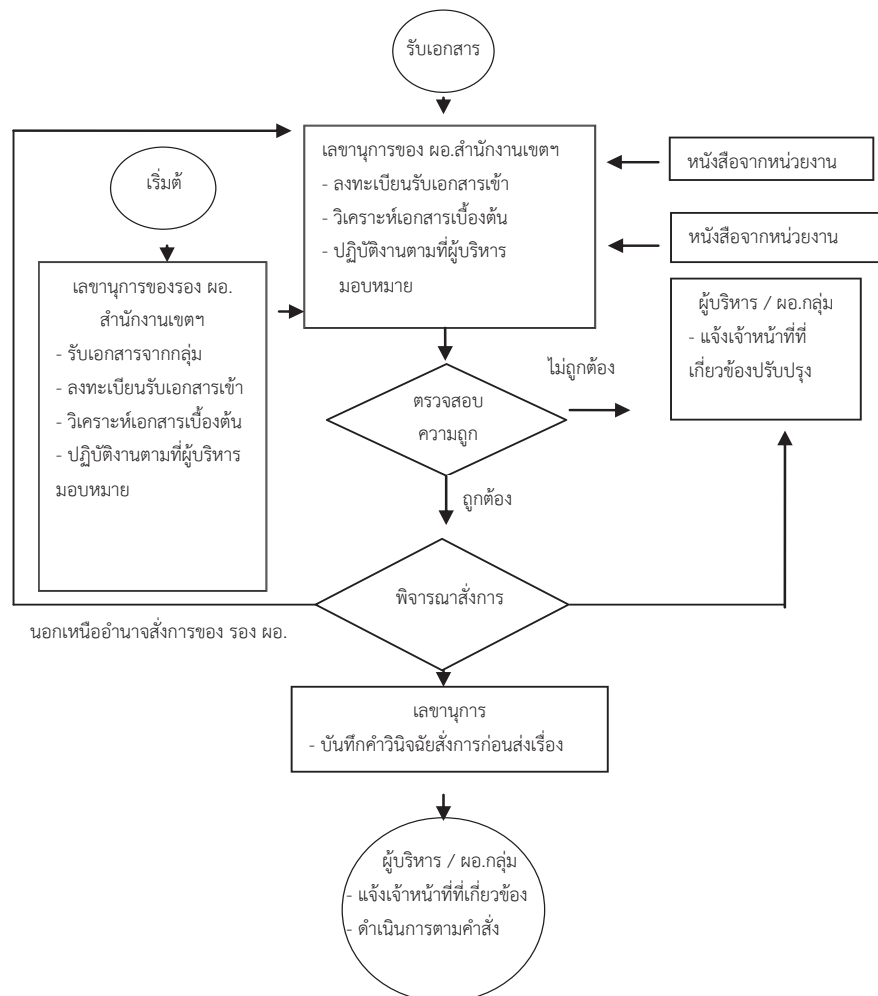 รับเอกสาร
เลขานุการของ ผอ.สำนักงานเขตฯ
- ลงทะเบียนรับเอกสารเข้า
- วิเคราะห์เอกสารเบื้องต้น
- ปฏิบัติงานตามที่ผู้บริหาร
มอบหมาย
หนังสือจากหน่วยงาน
หนังสือจากหน่วยงาน
เริ่มต้
เลขานุการของรอง ผอ.
สำนักงานเขตฯ
- รับเอกสารจากกลุ่ม
- ลงทะเบียนรับเอกสารเข้า
- วิเคราะห์เอกสารเบื้องต้น
- ปฏิบัติงานตามที่ผู้บริหาร
มอบหมาย
ผู้บริหาร / ผอ.กลุ่ม
- แจ้งเจ้าหน้าที่ที่
เกี่ยวข้องปรับปรุง
ไม่ถูกต้อง
ตรวจสอบ
ความถูก
ถูกต้อง
พิจารณาสั่งการ
นอกเหนืออำนาจสั่งการของ รอง ผอ.
เลขานุการ
- บันทึกคำวินิจฉัยสั่งการก่อนส่งเรื่อง
ผู้บริหาร / ผอ.กลุ่ม
- แจ้งเจ้าหน้าที่ที่เกี่ยวข้อง
- ดำเนินการตามคำสั่ง